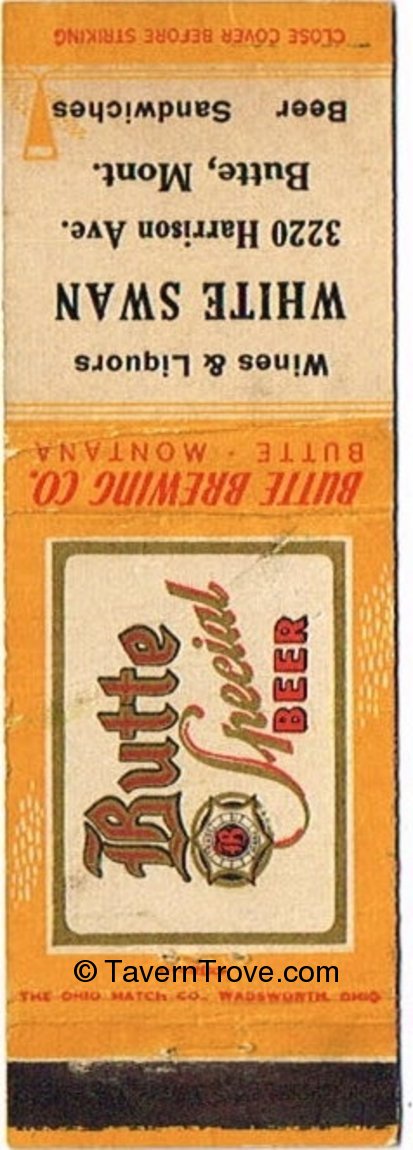 CLOSE COVER BEFORE STRIKING
Wines & Liquors
WHITE SWAN
3220 Harrison Ave.
Butte, Mont.
Beer Sandwiches
BUTTE BREWING CO.
BUTTE · MONTANA
Butte
Special
BEER
B
© TavernTrove.com
THE OHIO MATCH CO., WADSWORTH, OHIO